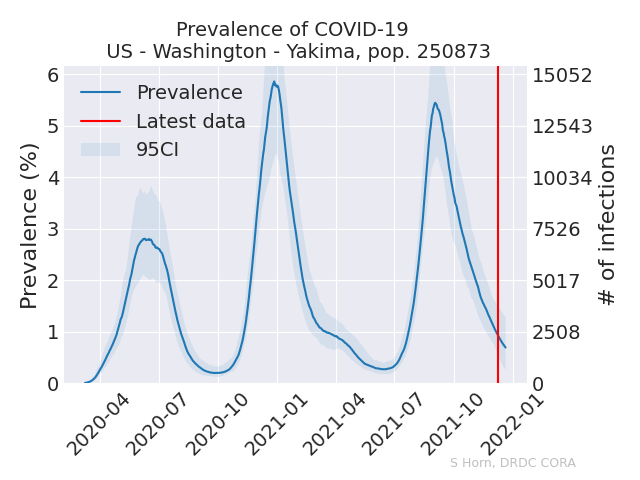 Prevalence of COVID-19
US - Washington - Yakima, pop. 250873
Prevalence
Latest data
95CI
Prevalence (%)
6
5
4
3
2
1
0
15052
12543
10034
7526
5017
2508
0
# of infections
2020-04
2020-07
2020-10
2021-01
2021-04
2021-07
2021-10
2022-01
S Horn, DRDC CORA